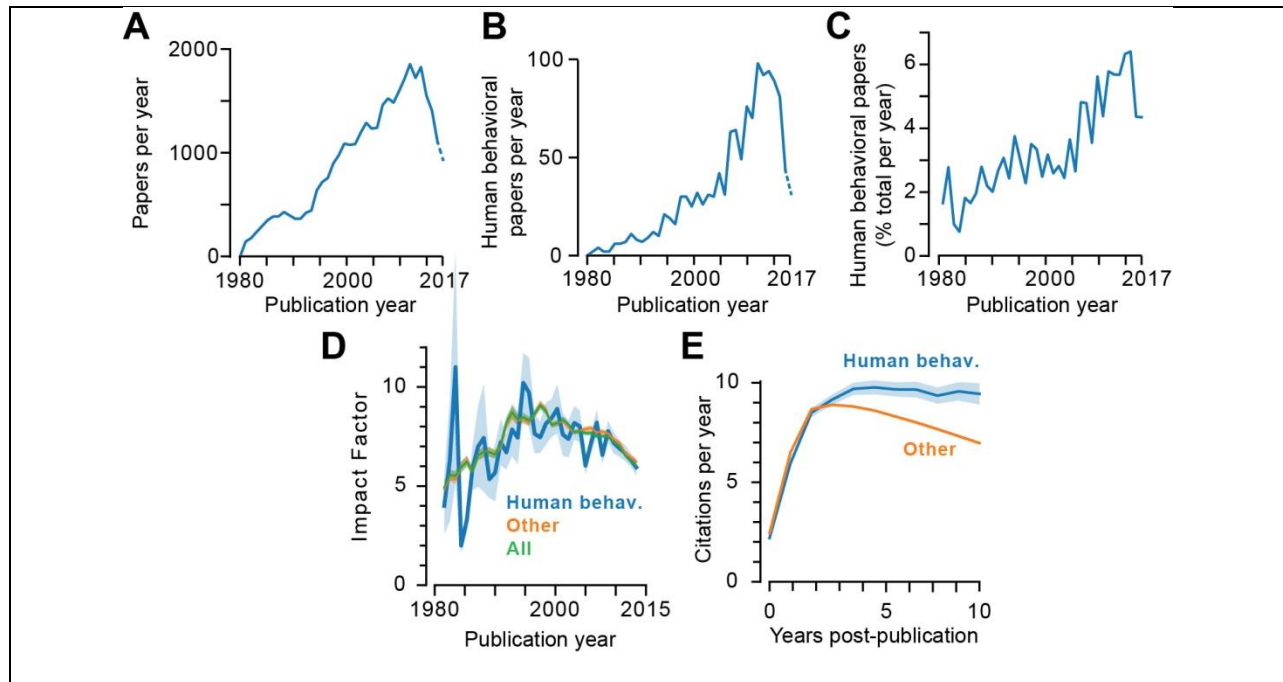 A
Papers per year
2000
1000
0
1980
2000
2017
Publication year
B
Human behavioral
papers per year
100
50
0
1980
2000
2017
Publication year
C
Human behavioral papers
(% total per year)
6
4
2
0
1980
2000
2017
Publication year
D
Impact Factor
10
5
0
Human behav.
Other
All
1980
2000
2015
Publication year
E
Citations per year
10
5
0
Human behav.
Other
0
5
10
Years post-publication